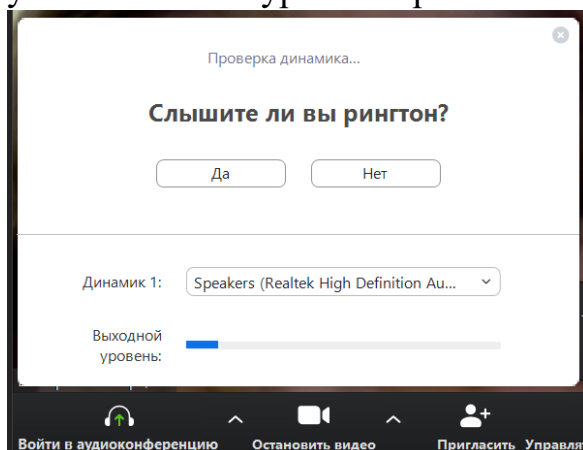 Проверка динамика...
Слышите ли вы рингтон?
Да Нет
Динамик 1: Speakers (Realtek High Definition Au...
Выходной
уровень:
Войти в аудиоконференцию Остановить видео Пригласить Управля